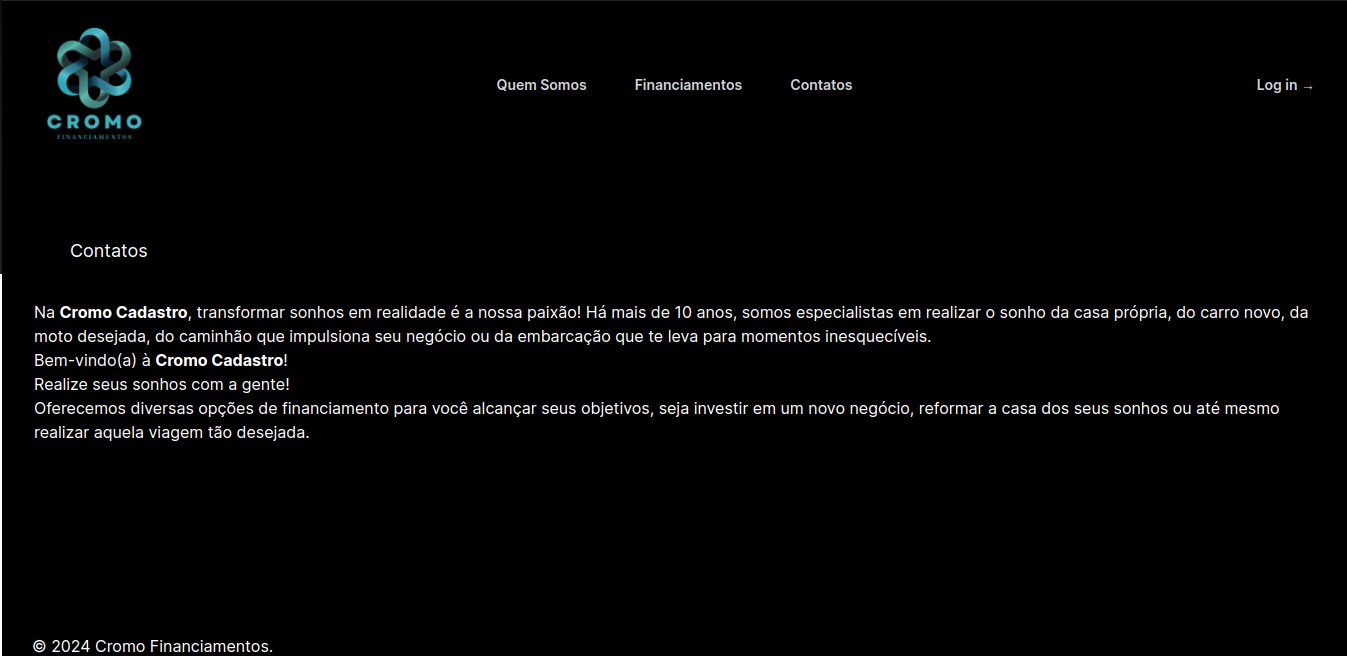 CROMO
FINANCIAMENTOS
Quem Somos
Financiamentos
Contatos
Log in →
Contatos
Na Cromo Cadastro, transformar sonhos em realidade é a nossa paixão! Há mais de 10 anos, somos especialistas em realizar o sonho da casa própria, do carro novo, da
moto desejada, do caminhão que impulsiona seu negócio ou da embarcação que te leva para momentos inesquecíveis.
Bem-vindo(a) à Cromo Cadastro!
Realize seus sonhos com a gente!
Oferecemos diversas opções de financiamento para você alcançar seus objetivos, seja investir em um novo negócio, reformar a casa dos seus sonhos ou até mesmo
realizar aquela viagem tão desejada.
© 2024 Cromo Financiamentos.